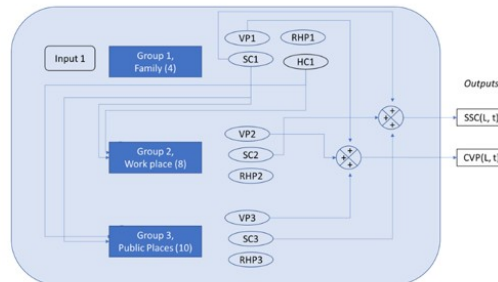 VP1
RHP1
Input 1
Group 1,
Family (4)
SC1
HC1
Outputs
SSC(L, t)
Group 2,
Work place (8)
VP2
SC2
RHP2
CVP(L, t)
Group 3,
Public Places (10)
VP3
SC3
RHP3
+
+
+
+
+
+